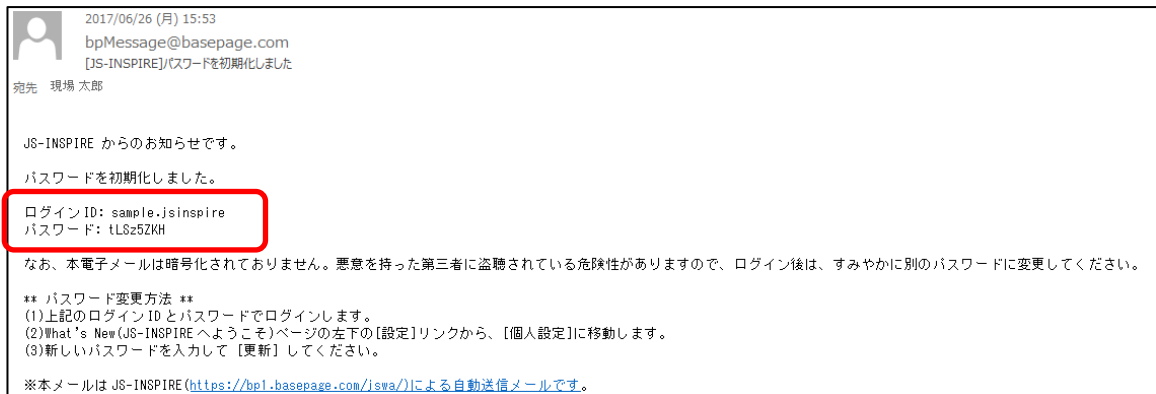 2017/06/26 (月) 15:53
bpMessage@basepage.com
[JS-INSPIRE]パスワードを初期化しました
宛先 現場 太郎
JS-INSPIRE からのお知らせです。
パスワードを初期化しました。
ログインID: sample.jsinspire
パスワード: tLSz5ZKH
なお、本電子メールは暗号化されておりません。悪意を持った第三者に盗聴されている危険性がありますので、ログイン後は、すみやかに別のパスワードに変更してください。
** パスワード変更方法 **
(1)上記のログインIDとパスワードでログインします。
(2)What's New(JS-INSPIREへようこそ)ページの左下の[設定]リンクから、[個人設定]に移動します。
(3)新しいパスワードを入力して [更新] してください。
※本メールは JS-INSPIRE(https://bp1.basepage.com/jswa/)による自動送信メールです。